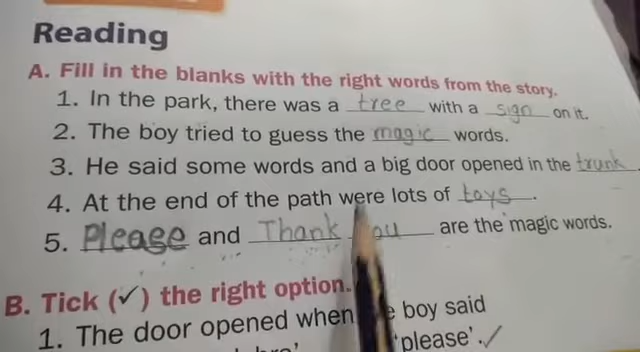 Reading
A. Fill in the blanks with the right words from the story.
1. In the park, there was a tree with a sign on it.
2. The boy tried to guess the magic words.
3. He said some words and a big door opened in the trunk.
4. At the end of the path were lots of toys.
5. Please and Thank you are the magic words.
B. Tick (✓) the right option.
1. The door opened when boy said
'please'. ✓